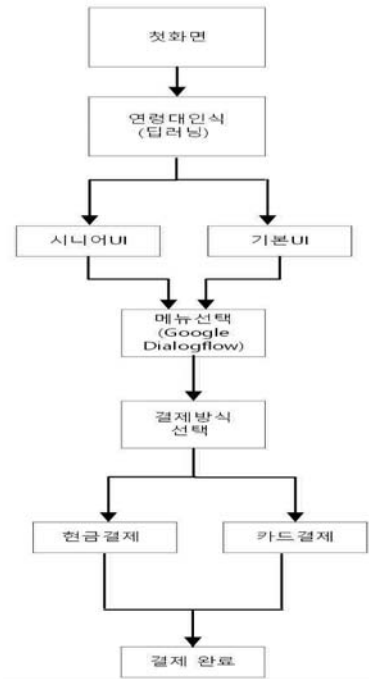 첫화면
연령대인식
(딥러닝)
시니어UI
기본UI
메뉴선택
(Google
Dialogflow)
결제방식
선택
현금결제
카드결제
결제 완료